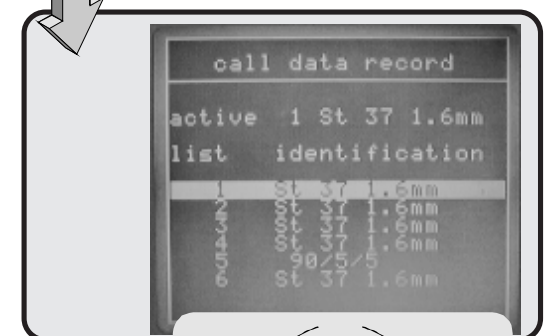 call data record
active 1 St 37 1.6mm
list identification
1 St 37 1.6mm
2 St 37 1.6mm
3 St 37 1.6mm
4 St 37 1.6mm
5 90/5/5
6 St 37 1.6mm